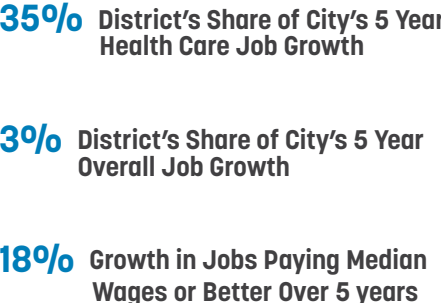 35% District's Share of City's 5 Year
Health Care Job Growth
3% District's Share of City's 5 Year
Overall Job Growth
18% Growth in Jobs Paying Median
Wages or Better Over 5 years